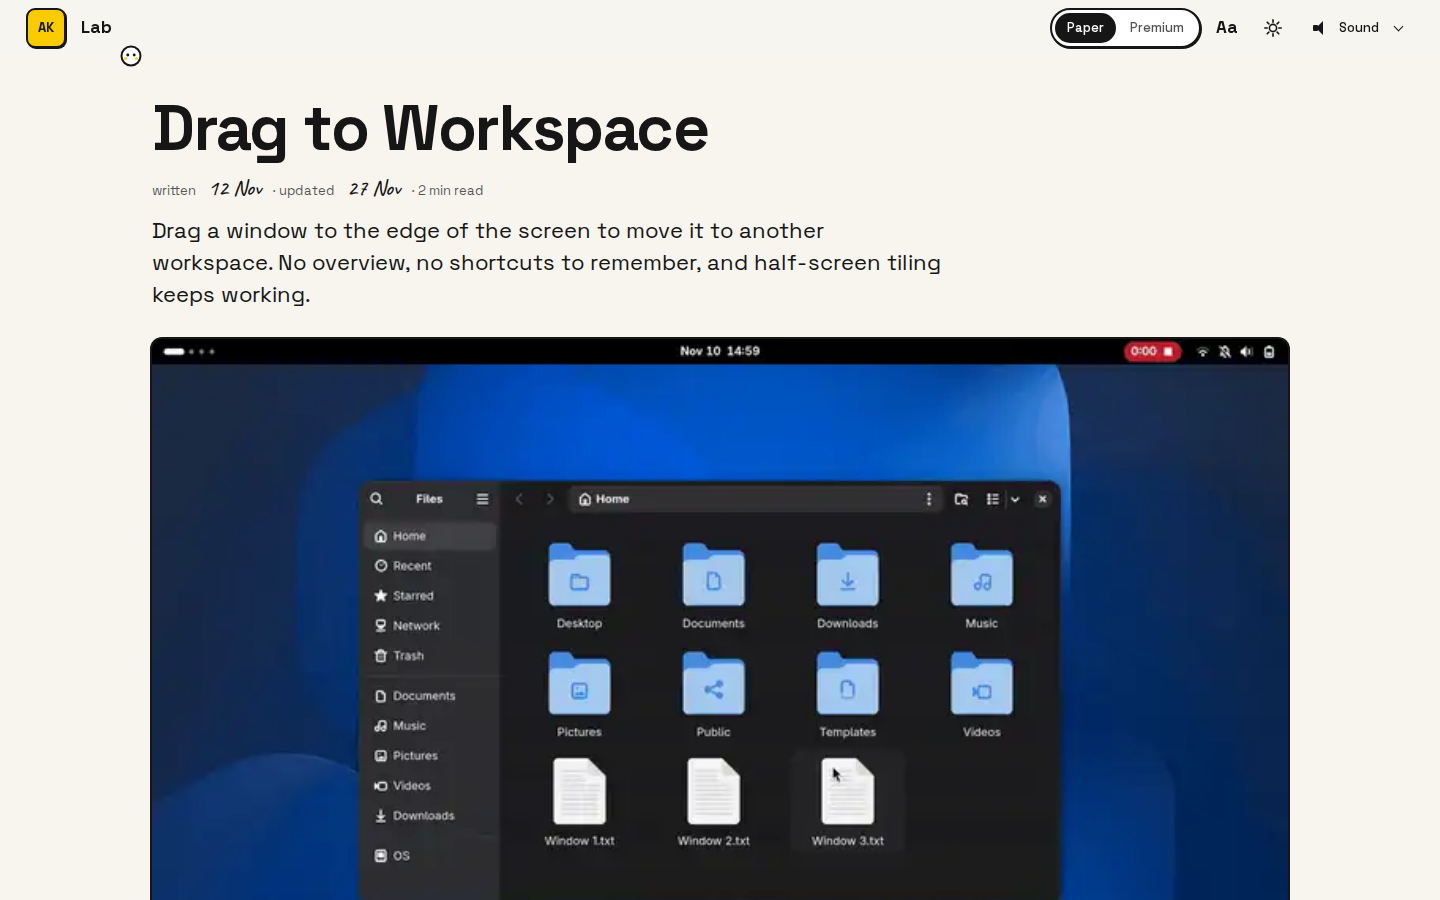 AK Lab Paper Premium Aa Sound
Drag to Workspace
written 12 Nov · updated 27 Nov · 2 min read
Drag a window to the edge of the screen to move it to another
workspace. No overview, no shortcuts to remember, and half-screen tiling
keeps working.
Nov 10 14:59 0:00
Files Home
Home
Recent
Starred
Network
Trash
Documents
Music
Pictures
Videos
Downloads
OS
Desktop Documents Downloads Music
Pictures Public Templates Videos
Window 1.txt Window 2.txt Window 3.txt